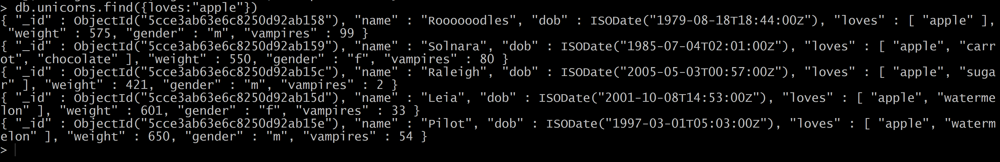 > db.unicorns.find({loves:"apple"})
{ "_id" : ObjectId("5cce3ab63e6c8250d92ab158"), "name" : "Roooooodles", "dob" : ISODate("1979-08-18T18:44:00Z"), "loves" : [ "apple" ],
 "weight" : 575, "gender" : "m", "vampires" : 99 }
{ "_id" : ObjectId("5cce3ab63e6c8250d92ab159"), "name" : "Solnara", "dob" : ISODate("1985-07-04T02:01:00Z"), "loves" : [ "apple", "carr
ot", "chocolate" ], "weight" : 550, "gender" : "f", "vampires" : 80 }
{ "_id" : ObjectId("5cce3ab63e6c8250d92ab15c"), "name" : "Raleigh", "dob" : ISODate("2005-05-03T00:57:00Z"), "loves" : [ "apple", "suga
r" ], "weight" : 421, "gender" : "m", "vampires" : 2 }
{ "_id" : ObjectId("5cce3ab63e6c8250d92ab15d"), "name" : "Leia", "dob" : ISODate("2001-10-08T14:53:00Z"), "loves" : [ "apple", "waterme
lon" ], "weight" : 601, "gender" : "f", "vampires" : 33 }
{ "_id" : ObjectId("5cce3ab63e6c8250d92ab15e"), "name" : "Pilot", "dob" : ISODate("1997-03-01T05:03:00Z"), "loves" : [ "apple", "waterm
elon" ], "weight" : 650, "gender" : "m", "vampires" : 54 }
>